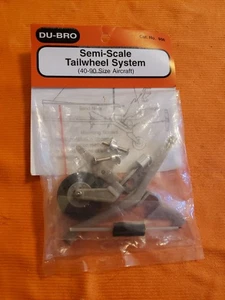 DU-BRO
Semi-Scale
Tailwheel System
(40-90 Size Aircraft)